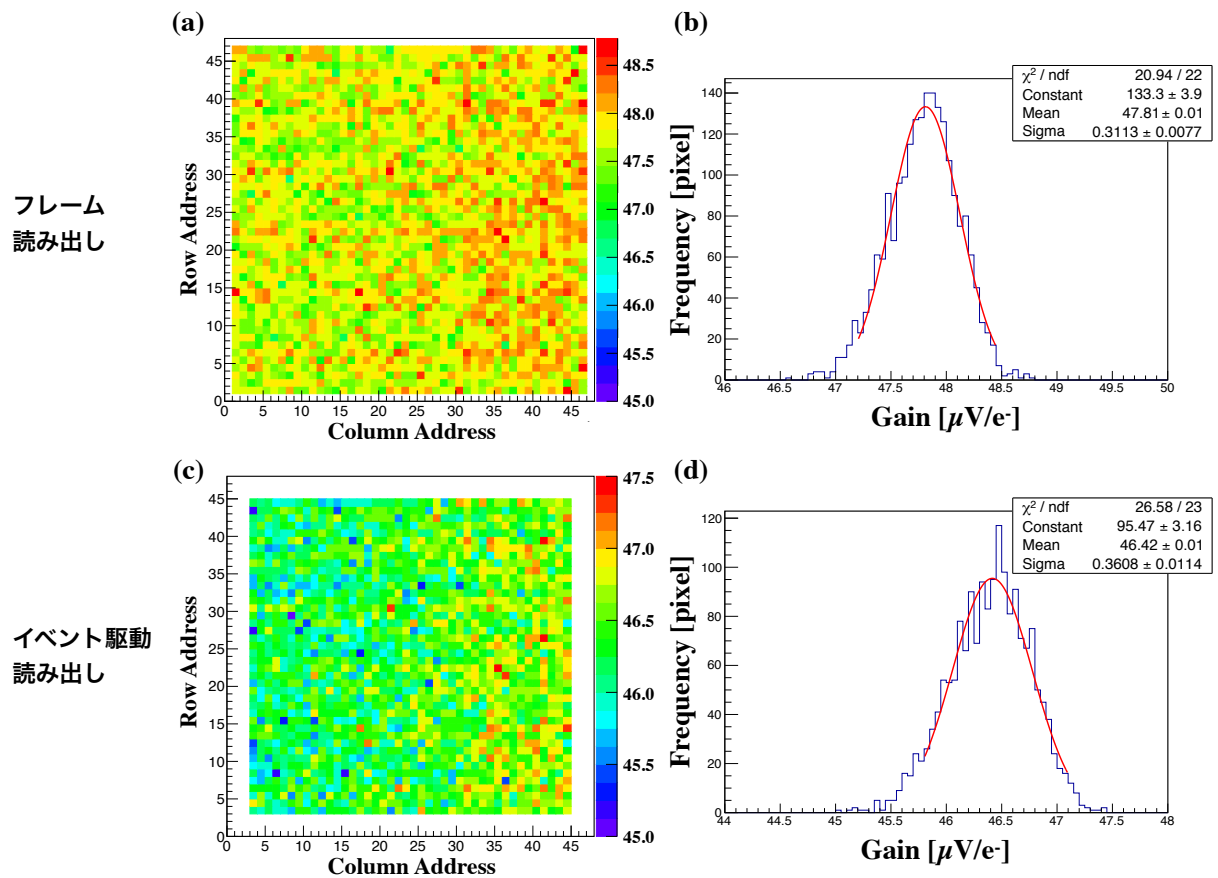 (a)
フレーム
読み出し
Row Address
45
40
35
30
25
20
15
10
5
0
0 5 10 15 20 25 30 35 40 45
Column Address
48.5
48.0
47.5
47.0
46.5
46.0
45.5
45.0
(b)
χ² / ndf 20.94 / 22
Constant 133.3 ± 3.9
Mean 47.81 ± 0.01
Sigma 0.3113 ± 0.0077
Frequency [pixel]
140
120
100
80
60
40
20
0
46 46.5 47 47.5 48 48.5 49 49.5 50
Gain [μV/e-]
(c)
イベント駆動
読み出し
Row Address
45
40
35
30
25
20
15
10
5
0
0 5 10 15 20 25 30 35 40 45
Column Address
47.5
47.0
46.5
46.0
45.5
45.0
(d)
χ² / ndf 26.58 / 23
Constant 95.47 ± 3.16
Mean 46.42 ± 0.01
Sigma 0.3608 ± 0.0114
Frequency [pixel]
120
100
80
60
40
20
0
44 44.5 45 45.5 46 46.5 47 47.5 48
Gain [μV/e-]